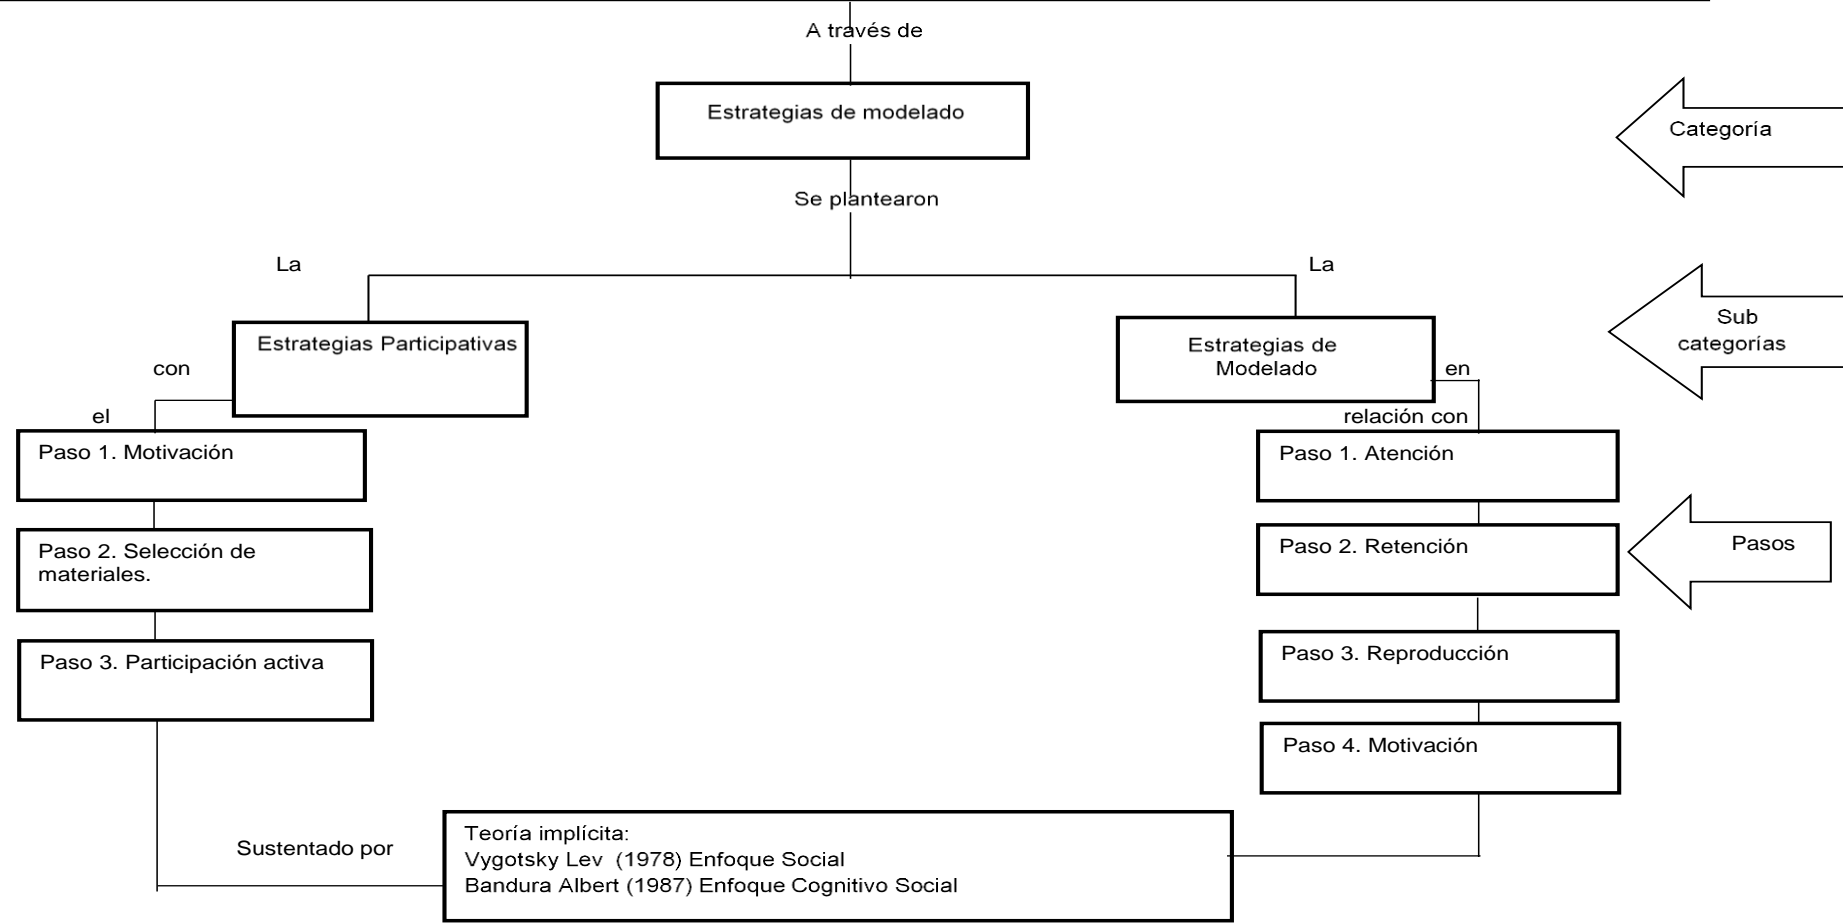 A través de
Estrategias de modelado
Categoría
Se plantearon
La
La
Estrategias Participativas
Estrategias de
Modelado
Sub
categorías
con
en
el
relación con
Paso 1. Motivación
Paso 2. Selección de
materiales.
Paso 3. Participación activa
Paso 1. Atención
Paso 2. Retención
Pasos
Paso 3. Reproducción
Paso 4. Motivación
Sustentado por
Teoría implícita:
Vygotsky Lev (1978) Enfoque Social
Bandura Albert (1987) Enfoque Cognitivo Social